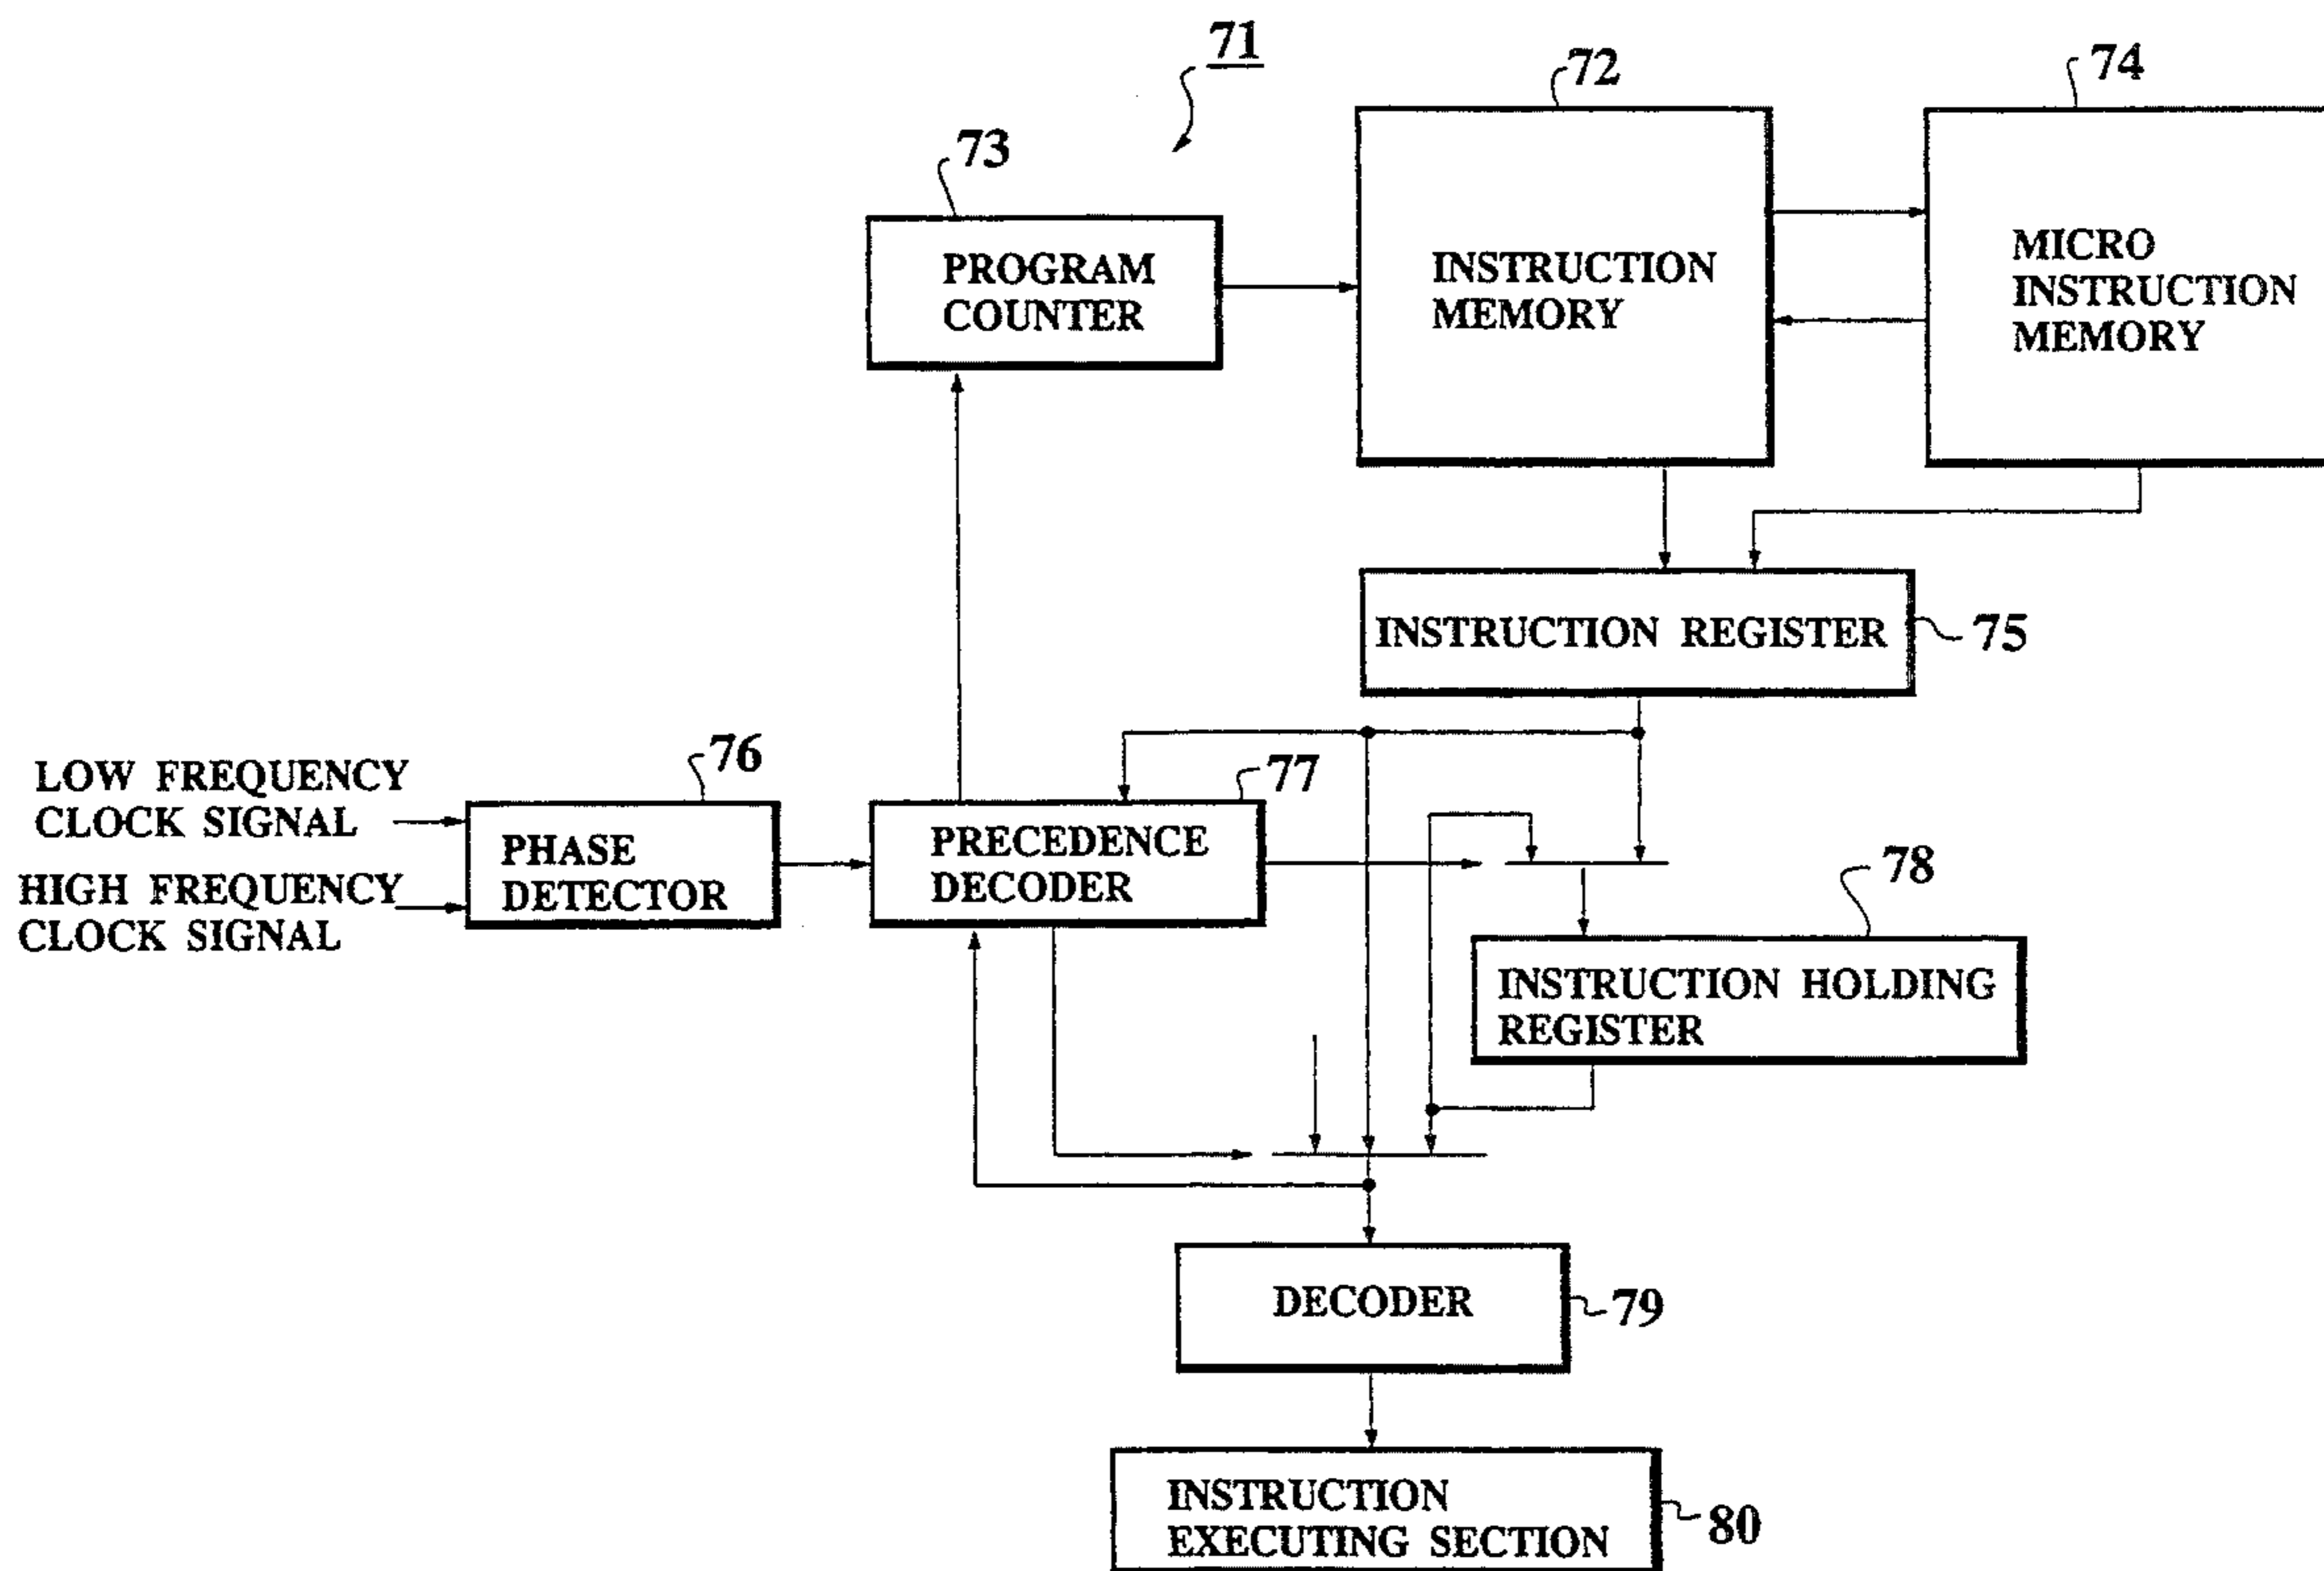 71
72
74
73
PROGRAM
COUNTER
INSTRUCTION
MEMORY
MICRO
INSTRUCTION
MEMORY
INSTRUCTION REGISTER
75
76
77
LOW FREQUENCY
CLOCK SIGNAL
HIGH FREQUENCY
CLOCK SIGNAL
PHASE
DETECTOR
PRECEDENCE
DECODER
78
INSTRUCTION HOLDING
REGISTER
DECODER
79
INSTRUCTION
EXECUTING SECTION
80